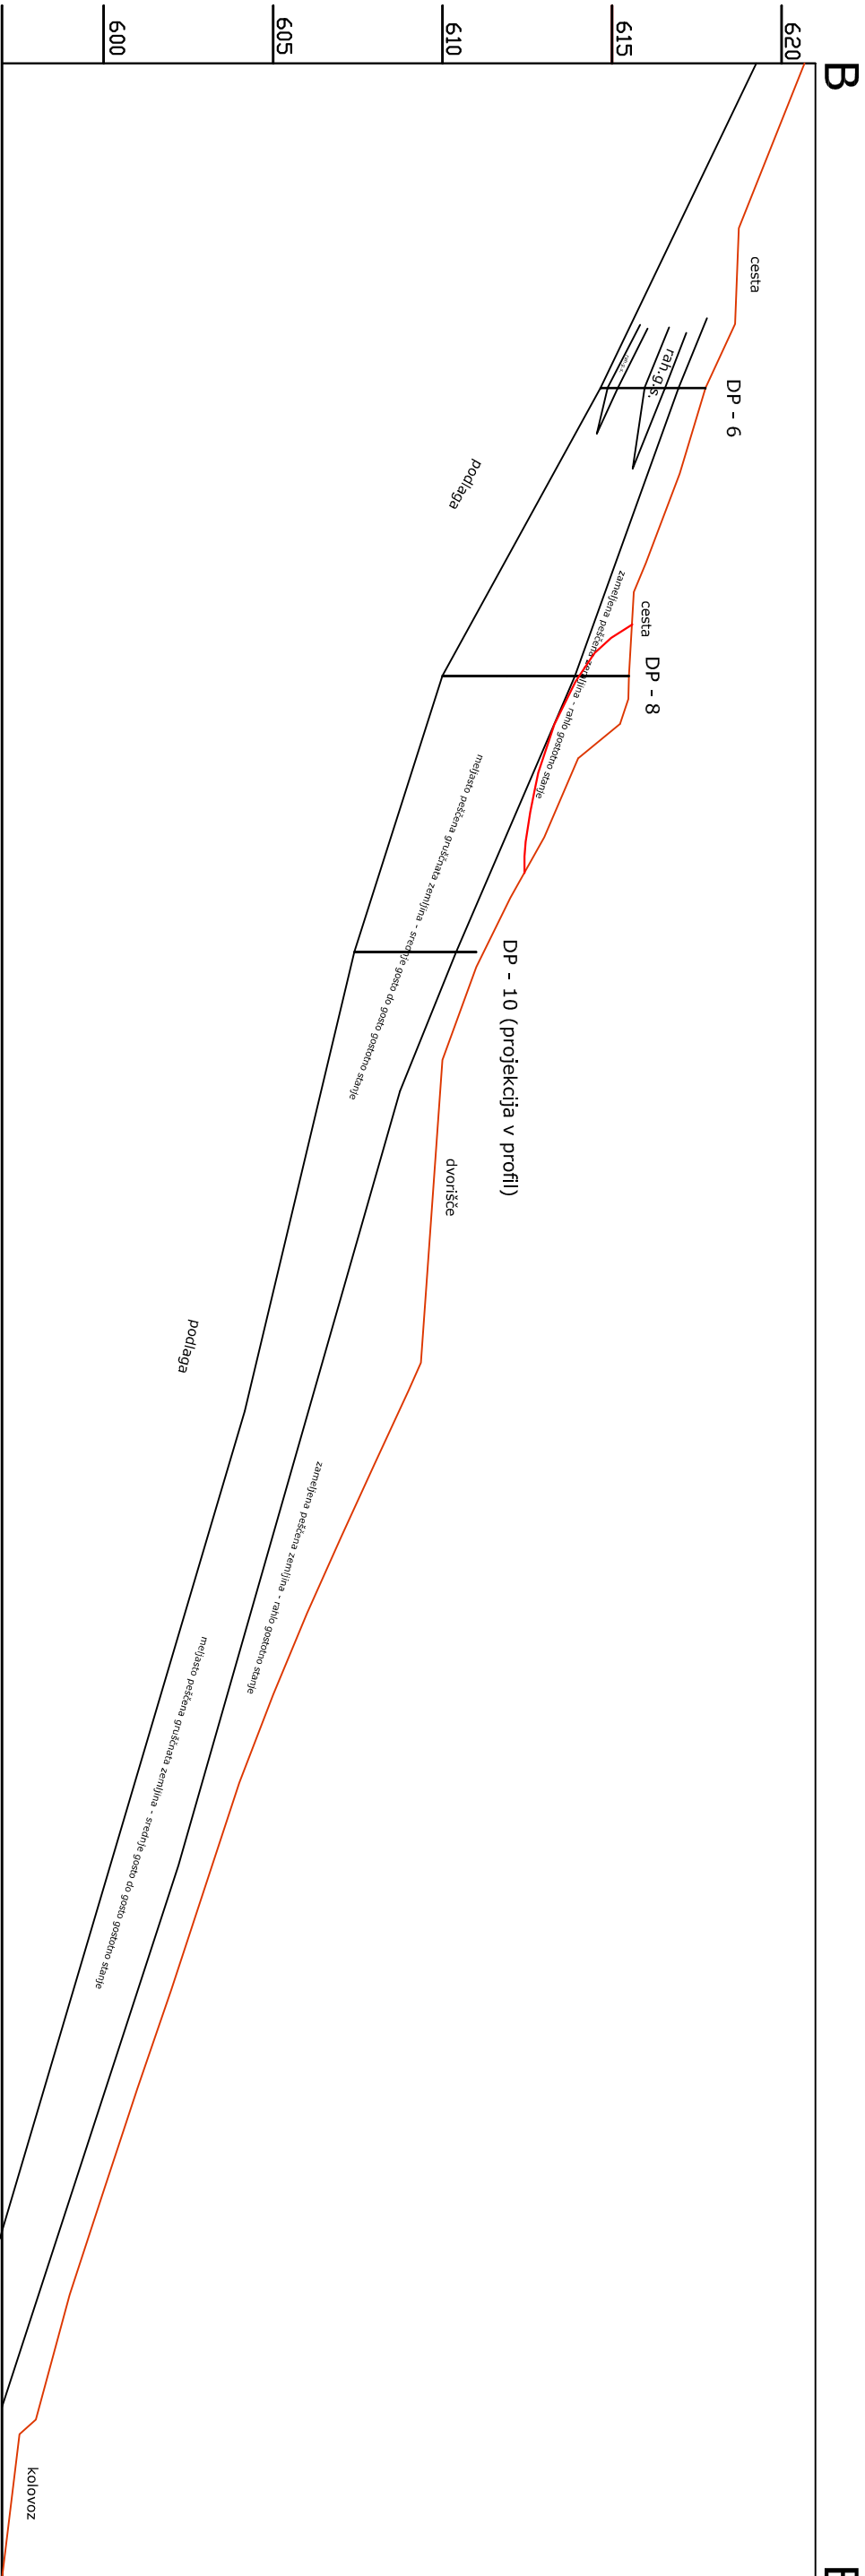 B
620
615
610
605
600
cesta
DP - 6
rah.g.s.
podlaga
cesta
DP - 8
zameljena peščena zemljina - rahlo gostotno stanje
meljasto peščena gruščnata zemljina - srednje gosto do gosto gostotno stanje
DP - 10 (projekcija v profil)
dvorišče
podlaga
zameljena peščena zemljina - rahlo gostotno stanje
meljasto peščena gruščnata zemljina - srednje gosto do gosto gostotno stanje
kolovoz